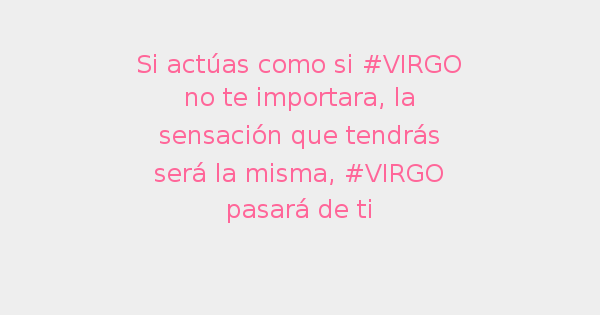 Si actúas como si #VIRGO
no te importara, la
sensación que tendrás
será la misma, #VIRGO
pasará de ti